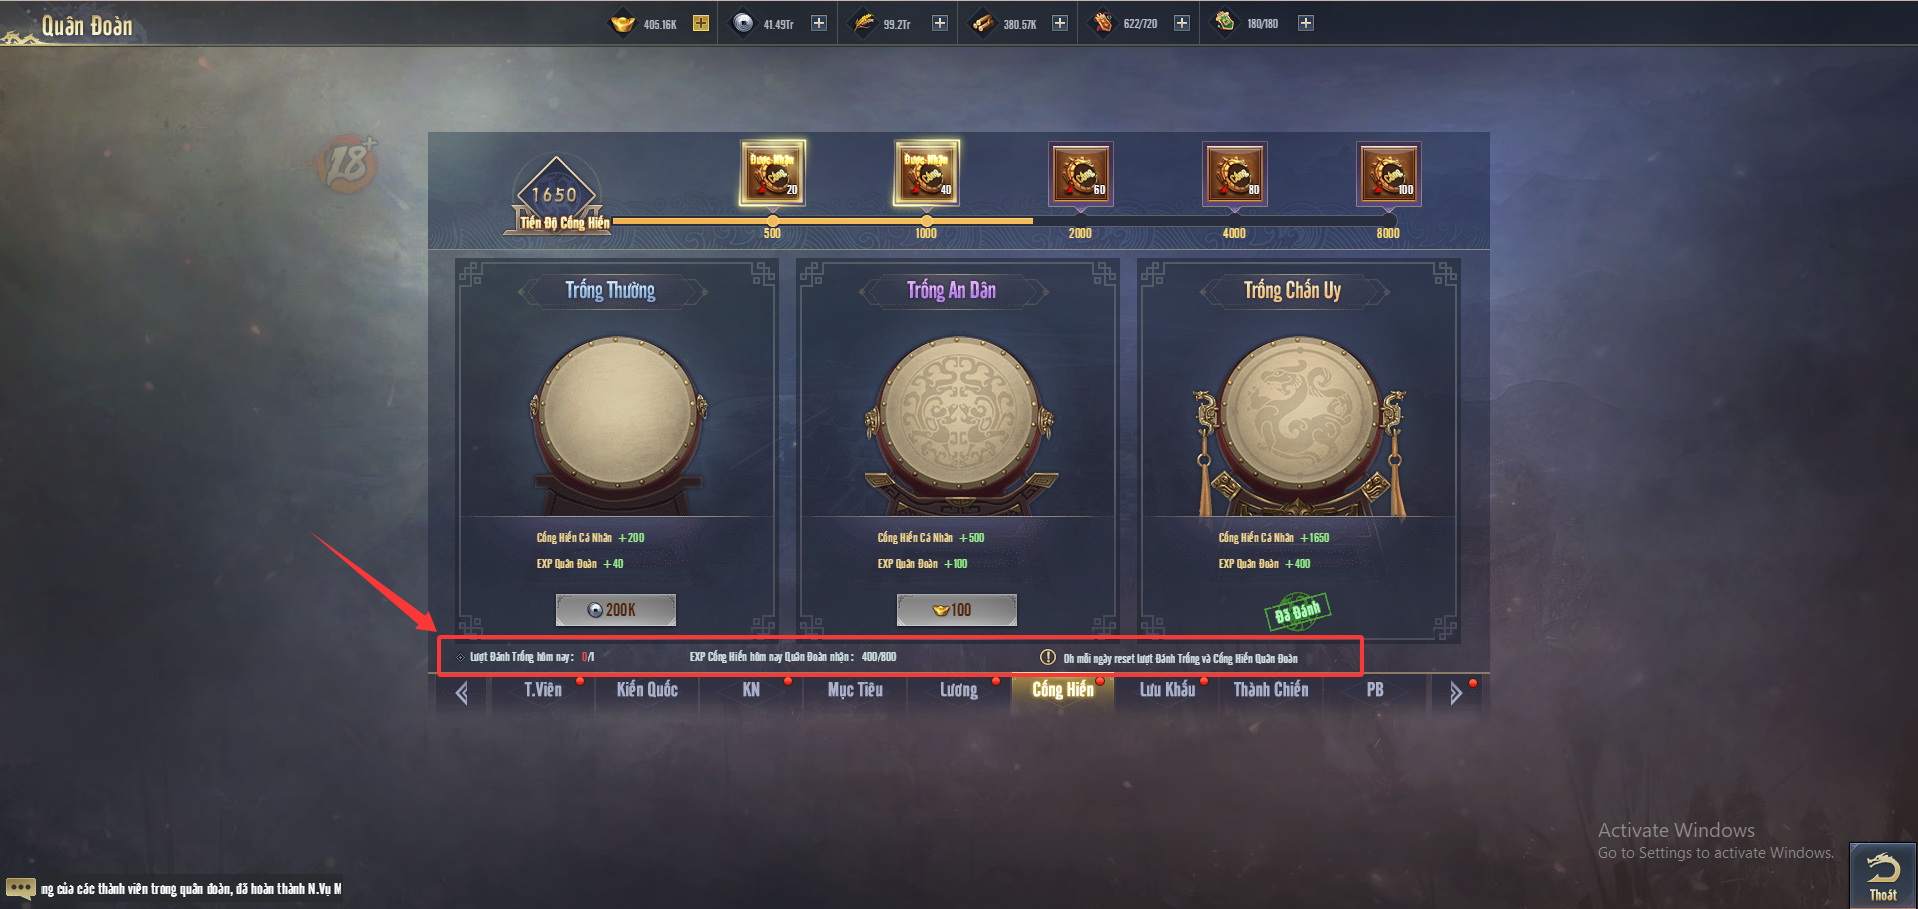 Quân Đoàn
405.16K
41.49Tr
99.2Tr
380.57K
622/720
180/180
18+
1650
Tiến Độ Cống Hiến
Được Nhận
20
Được Nhận
40
60
80
100
500
1000
2000
4000
8000
Trống Thường
Trống An Dân
Trống Chấn Uy
Cống Hiến Cá Nhân +200
EXP Quân Đoàn +40
Cống Hiến Cá Nhân +500
EXP Quân Đoàn +100
Cống Hiến Cá Nhân +1650
EXP Quân Đoàn +400
200K
100
Đã Đánh
Lượt Đánh Trống hôm nay: 0/1
EXP Cống Hiến hôm nay Quân Đoàn nhận: 400/800
0h mỗi ngày reset lượt Đánh Trống và Cống Hiến Quân Đoàn
T.Viên
Kiến Quốc
KN
Mục Tiêu
Lương
Cống Hiến
Lưu Khấu
Thành Chiến
PB
Activate Windows
Go to Settings to activate Windows.
ng của các thành viên trong quân đoàn, đã hoàn thành N.Vụ M
Thoát